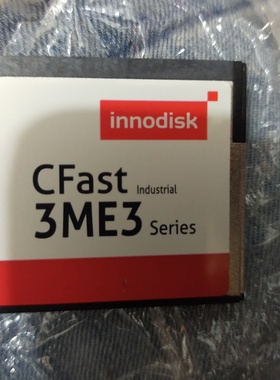 innodisk
CFast Industrial
3ME3 Series